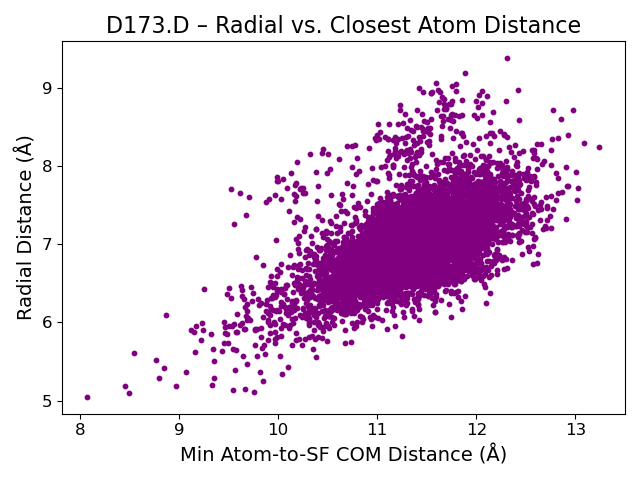 D173.D – Radial vs. Closest Atom Distance
Radial Distance (Å)
9
8
7
6
5
8 9 10 11 12 13
Min Atom-to-SF COM Distance (Å)